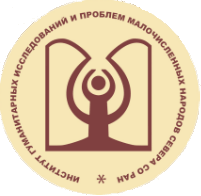 ИНСТИТУТ ГУМАНИТАРНЫХ ИССЛЕДОВАНИЙ И ПРОБЛЕМ МАЛОЧИСЛЕННЫХ НАРОДОВ СЕВЕРА СО РАН